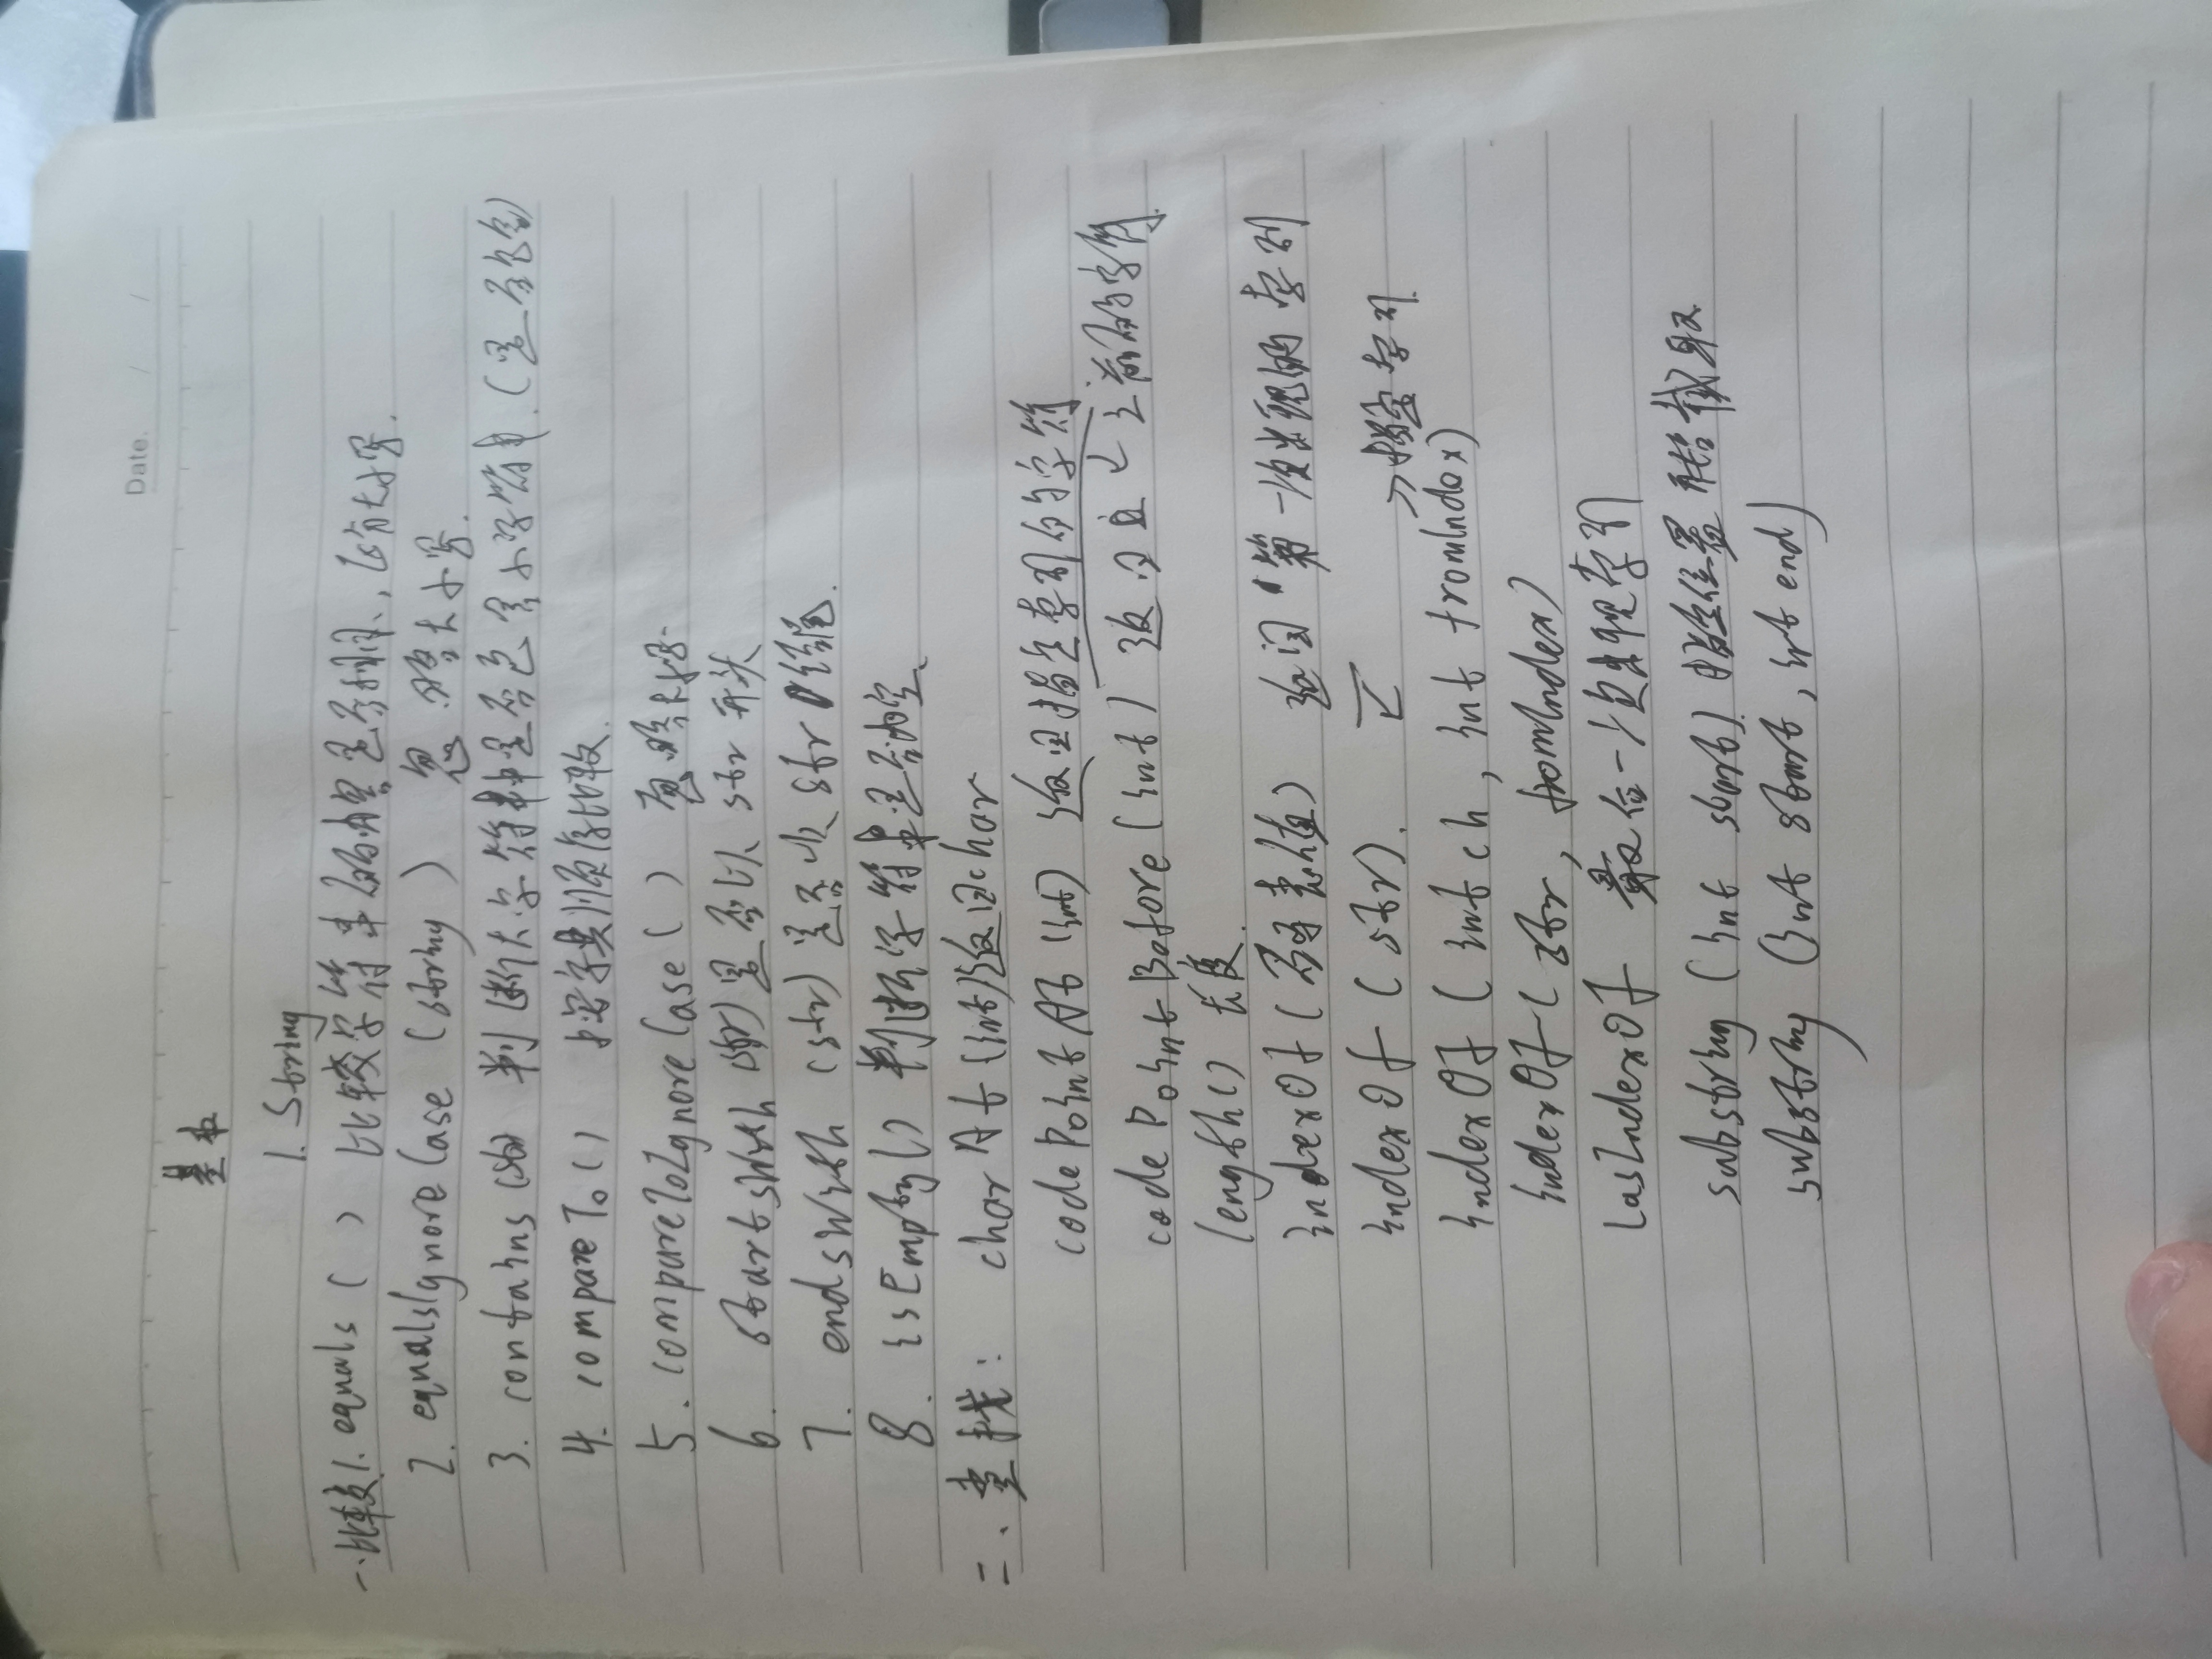 Date. / /
基本
1. String
一.比较1. equals ( ) 比较字符串的内容是否相同,区分大小写.
2. equalsIgnoreCase (string) 忽略大小写.
3. contains (str) 判断大字符串中是否包含小字符串.(是否包含)
4. compareTo() 按字典顺序比较.
5. compareToIgnoreCase ( ) 忽略大小写.
6. startsWith (str) 是否以 str 开头
7. endsWith (str) 是否以 str 结尾.
8. isEmpty() 判断字符串是否为空.
二、查找: charAt (int)返回char
codePointAt (int) 返回指定索引的字符
codePointBefore (int) 返回且 ↙ 之前的字符
length() 长度.
indexOf ( 值) 返回 第一次出现的索引
indexOf (str). ↙
>> 指定索引
indexOf (int ch, int fromIndex)
indexOf (str, fromIndex)
lasIndexOf 最后一次出现索引
substring (int start). 指定位置开始截取
substring (int start, int end)